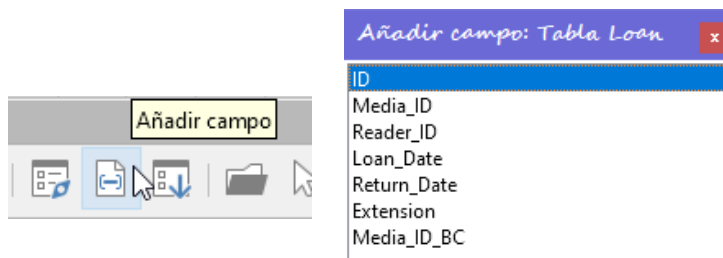 Añadir campo
Añadir campo: Tabla Loan
x
ID
Media_ID
Reader_ID
Loan_Date
Return_Date
Extension
Media_ID_BC